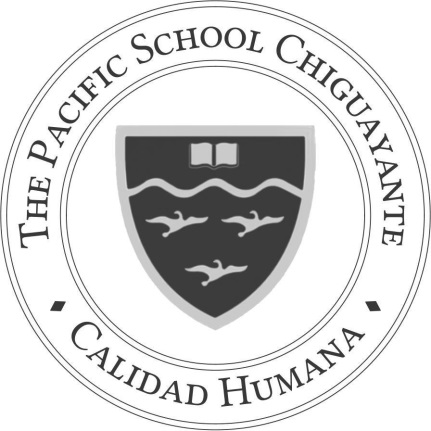 THE PACIFIC SCHOOL CHIGUAYANTE
CALIDAD HUMANA